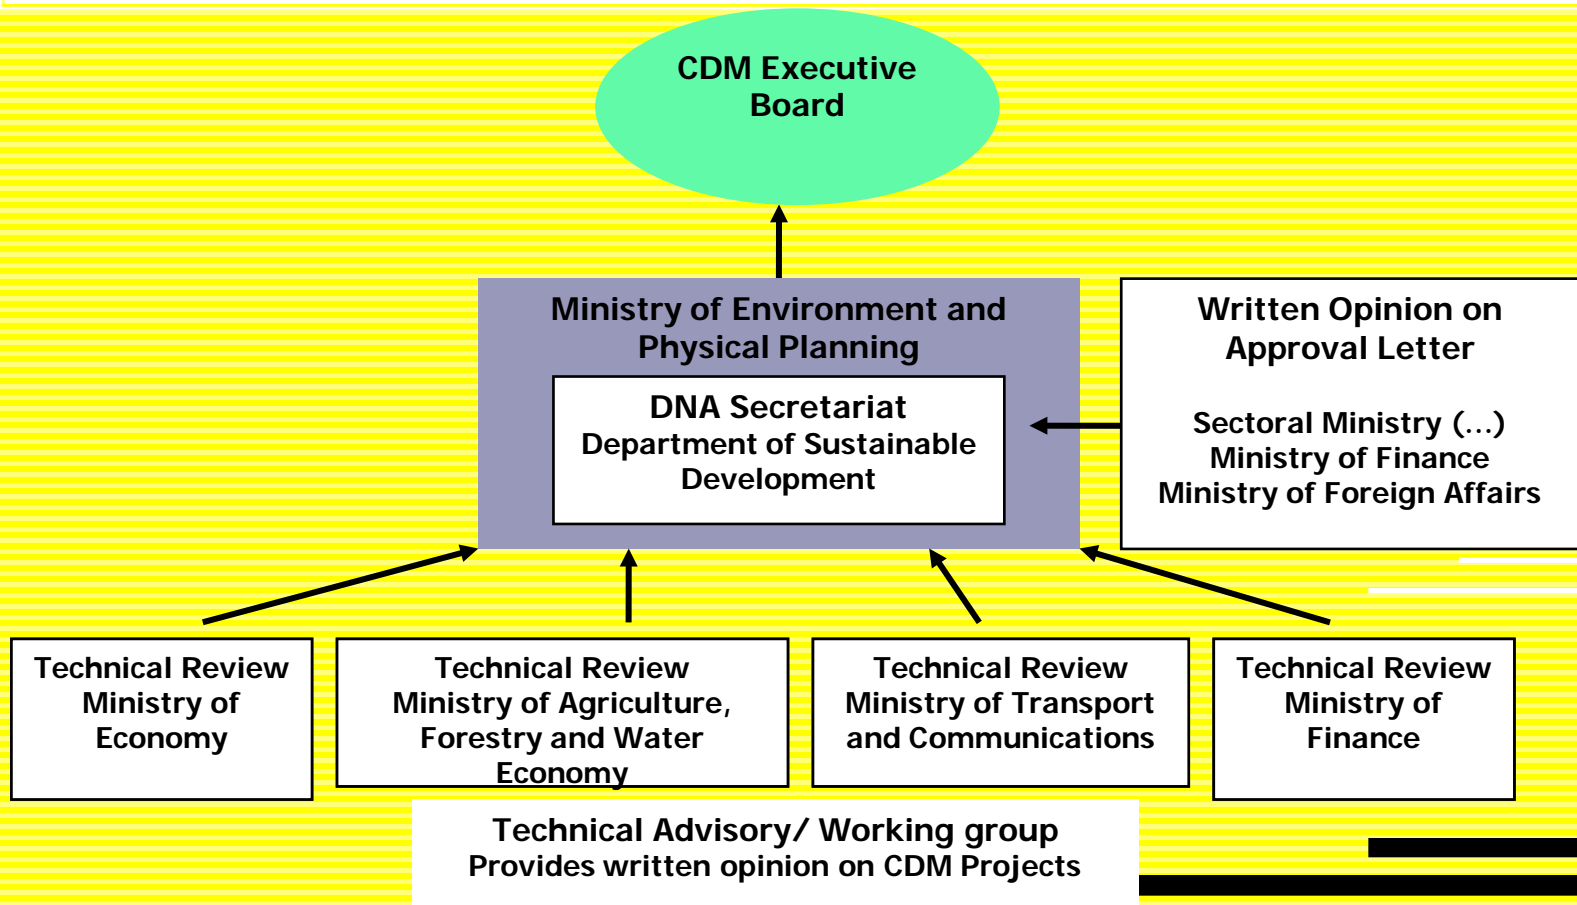 CDM Executive
Board
Ministry of Environment and
Physical Planning
DNA Secretariat
Department of Sustainable
Development
Written Opinion on
Approval Letter
Sectoral Ministry (…)
Ministry of Finance
Ministry of Foreign Affairs
Technical Review
Ministry of
Economy
Technical Review
Ministry of Agriculture,
Forestry and Water
Economy
Technical Review
Ministry of Transport
and Communications
Technical Review
Ministry of
Finance
Technical Advisory/ Working group
Provides written opinion on CDM Projects